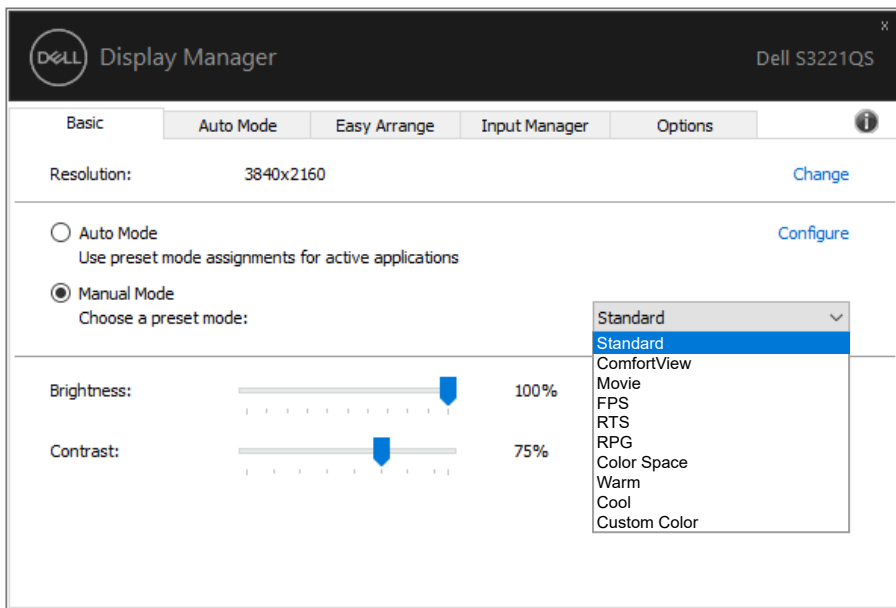 x
DELL Display Manager Dell S3221QS
Basic Auto Mode Easy Arrange Input Manager Options i
Resolution: 3840x2160 Change
Auto Mode Configure
Use preset mode assignments for active applications
Manual Mode
Choose a preset mode: Standard
Standard
ComfortView
Movie
FPS
RTS
RPG
Color Space
Warm
Cool
Custom Color
Brightness: 100%
Contrast: 75%